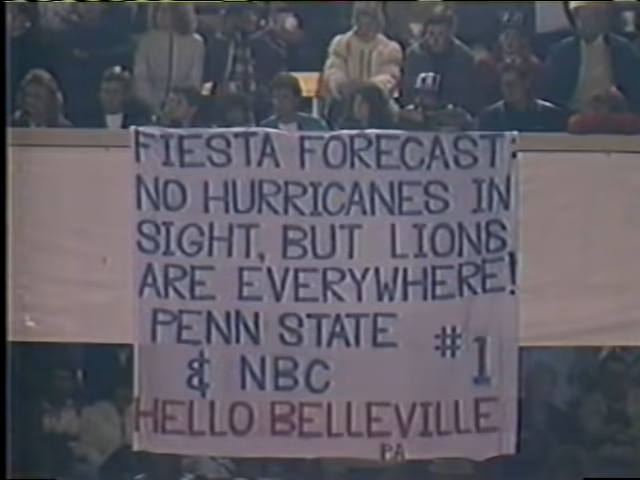 FIESTA FORECAST:
NO HURRICANES IN
SIGHT, BUT LIONS
ARE EVERYWHERE!
PENN STATE #1
& NBC
HELLO BELLEVILLE
PA